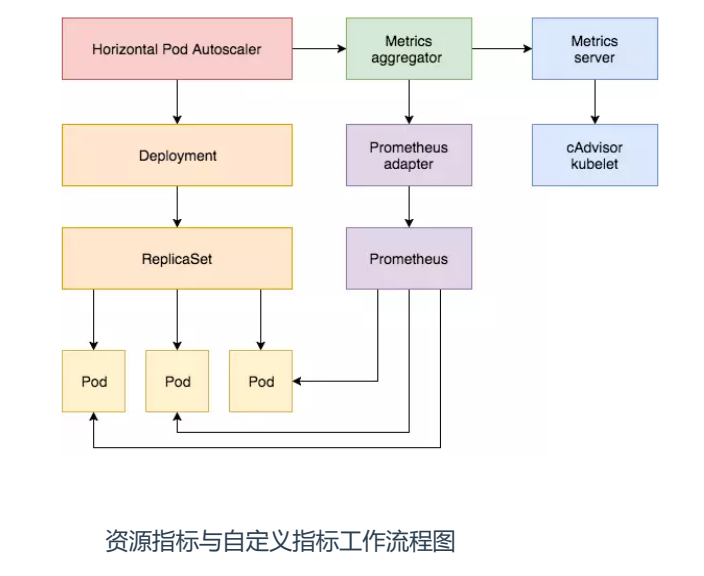 Horizontal Pod Autoscaler
Metrics
aggregator
Metrics
server
Deployment
Prometheus
adapter
cAdvisor
kubelet
ReplicaSet
Prometheus
Pod
Pod
Pod
资源指标与自定义指标工作流程图